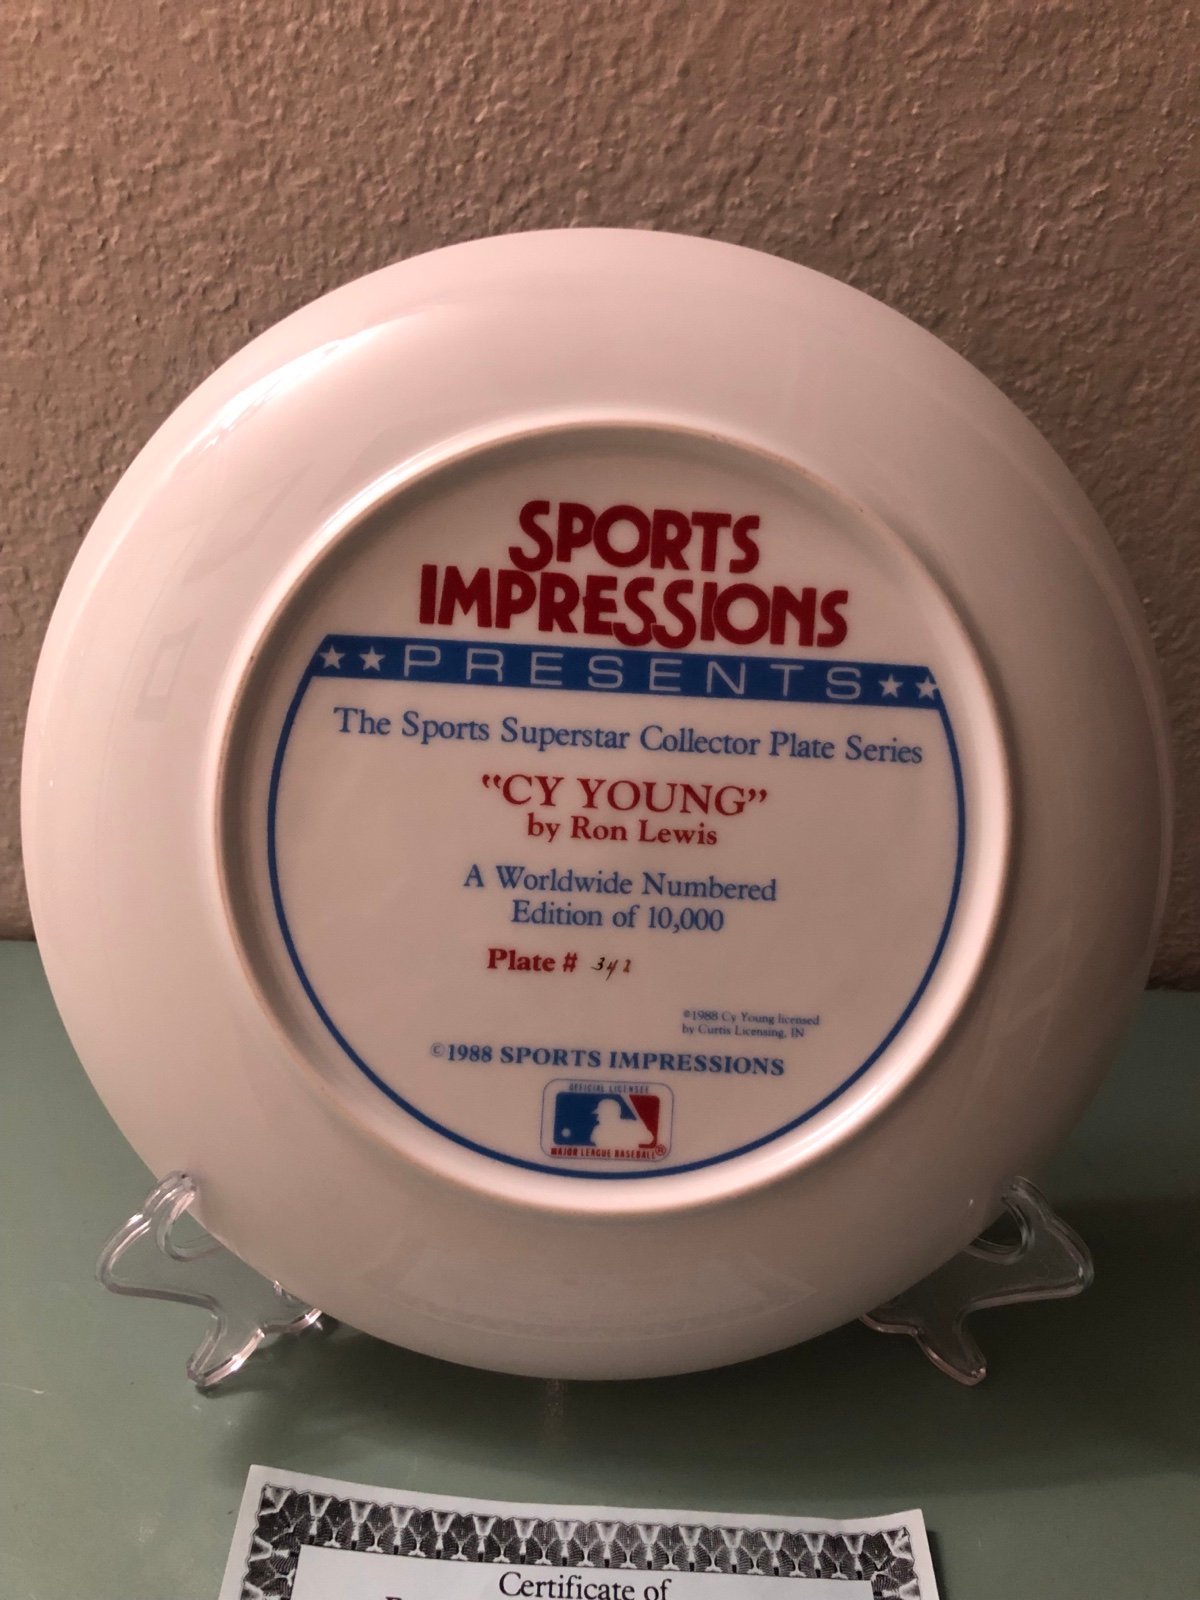 SPORTS
IMPRESSIONS
PRESENTS
The Sports Superstar Collector Plate Series
"CY YOUNG"
by Ron Lewis
A Worldwide Numbered
Edition of 10,000
Plate # 342
©1988 Cy Young licensed
by Curtis Licensing, IN
©1988 SPORTS IMPRESSIONS
OFFICIAL LICENSEE
MAJOR LEAGUE BASEBALL®
Certificate of